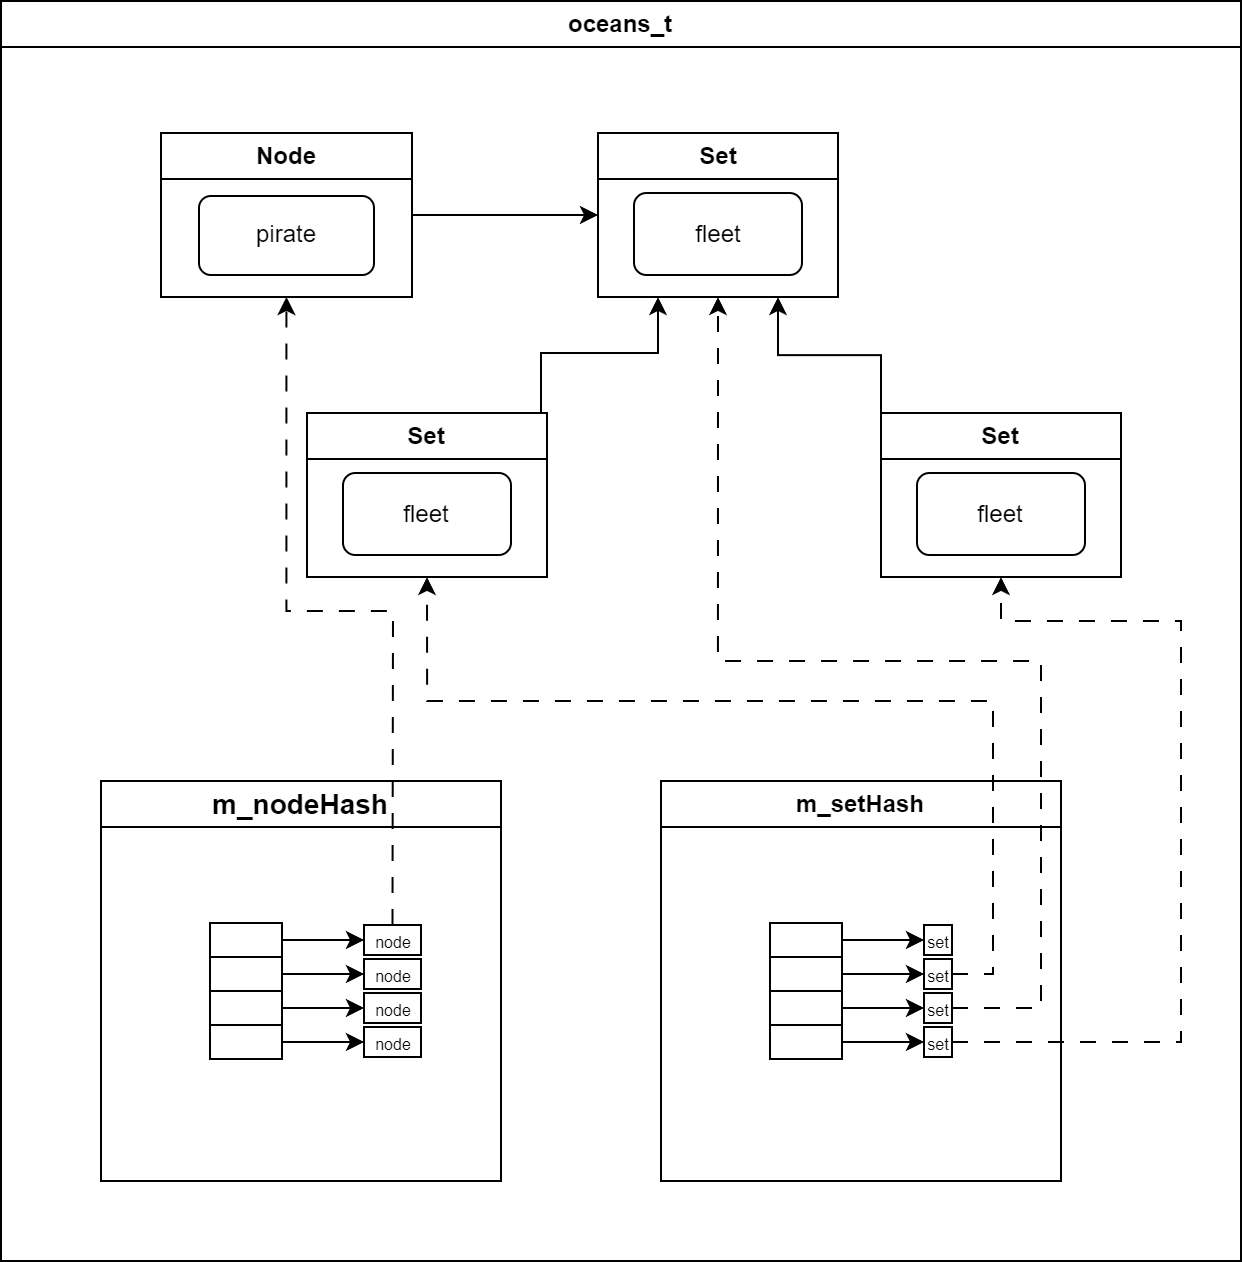 oceans_t
Node
Set
pirate
fleet
Set
Set
fleet
fleet
m_nodeHash
m_setHash
node
set
node
set
node
set
node
set